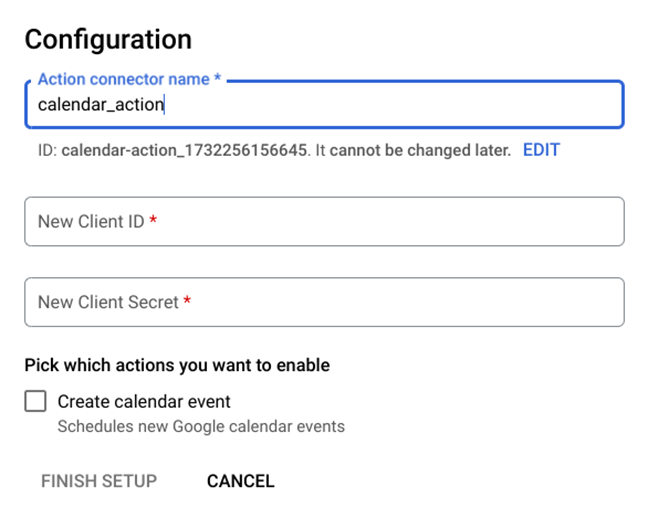 Configuration
Action connector name *
calendar_action
ID: calendar-action_1732256156645. It cannot be changed later. EDIT
New Client ID *
New Client Secret *
Pick which actions you want to enable
Create calendar event
Schedules new Google calendar events
FINISH SETUP CANCEL